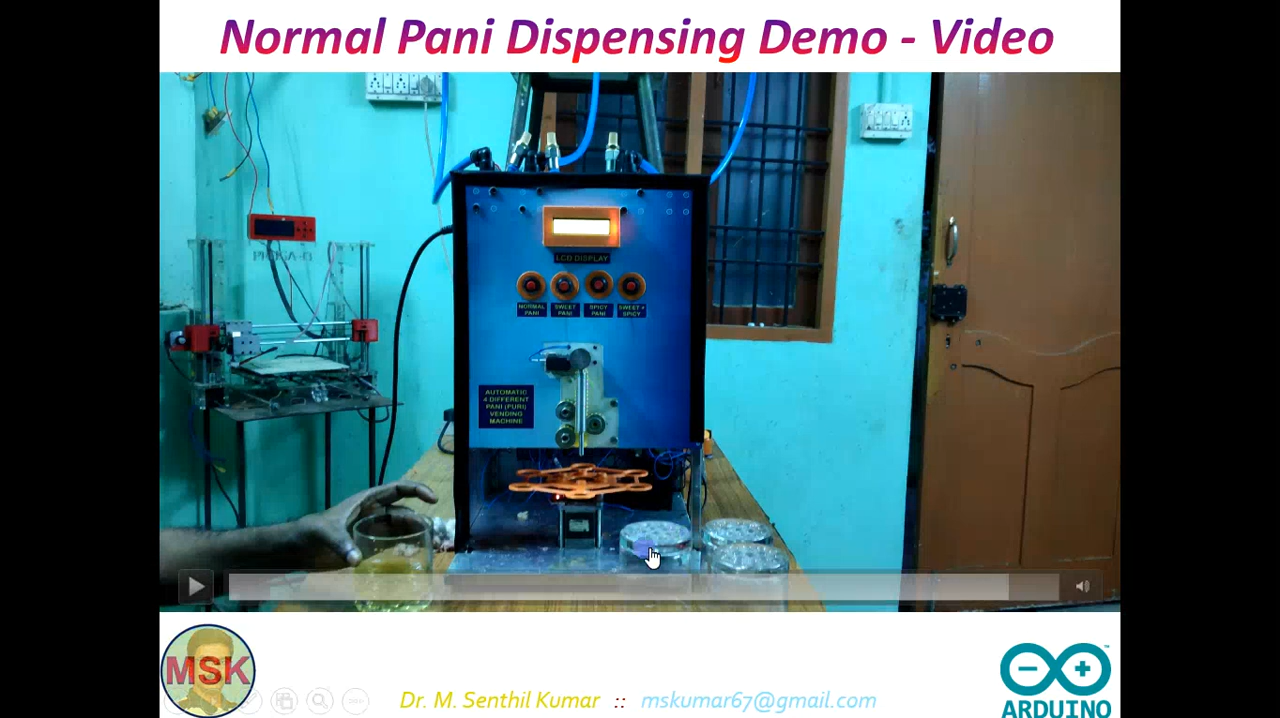 Normal Pani Dispensing Demo - Video
LCD DISPLAY
NORMAL PANI
SWEET PANI
SPICY PANI
SWEET + SPICY
AUTOMATIC
4 DIFFERENT
PANI (PURI)
VENDING
MACHINE
MSK
Dr. M. Senthil Kumar :: mskumar67@gmail.com
ARDUINO